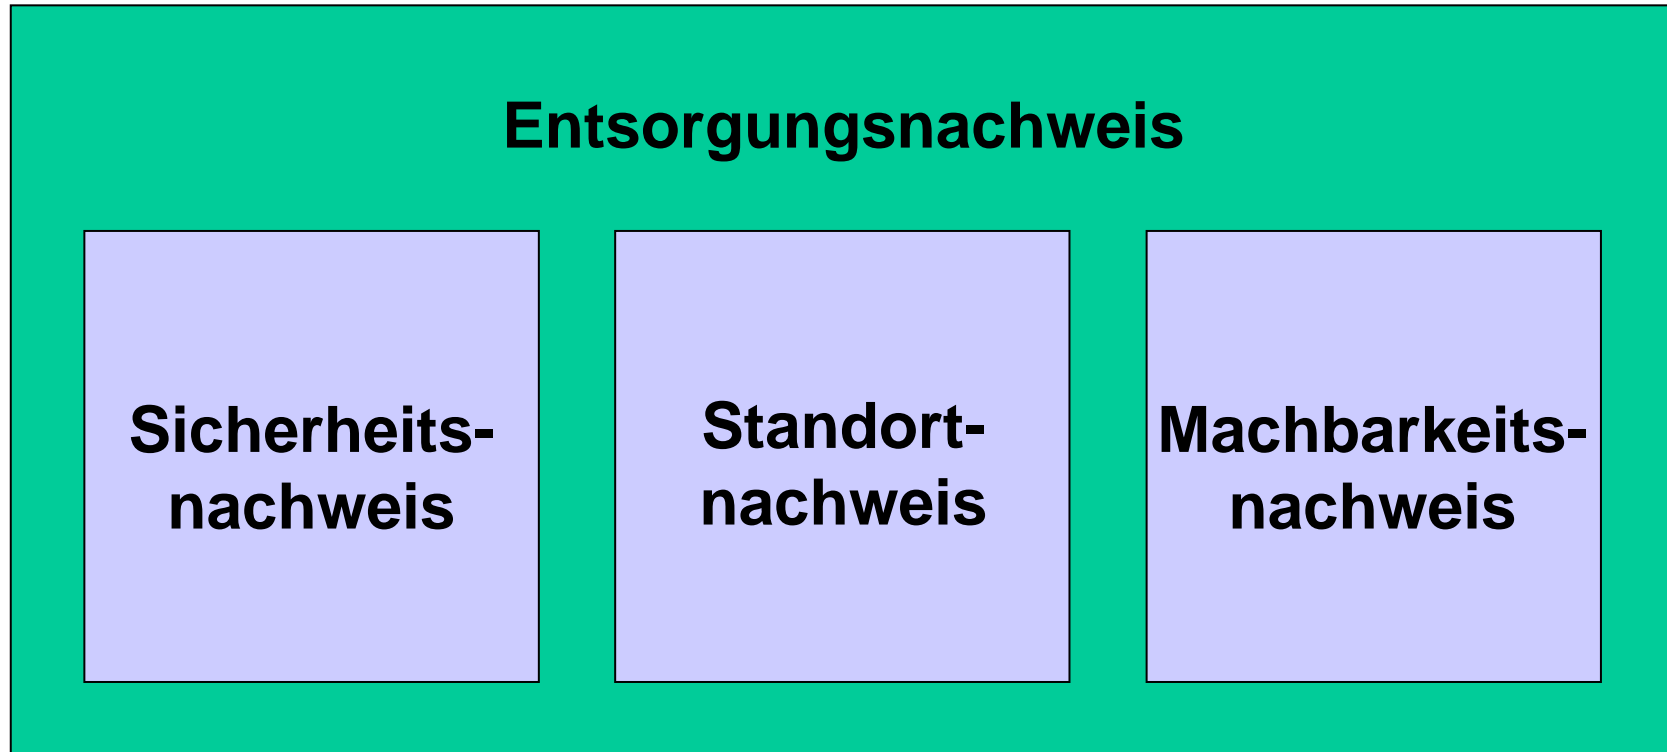 Entsorgungsnachweis
Sicherheits-
nachweis
Standort-
nachweis
Machbarkeits-
nachweis